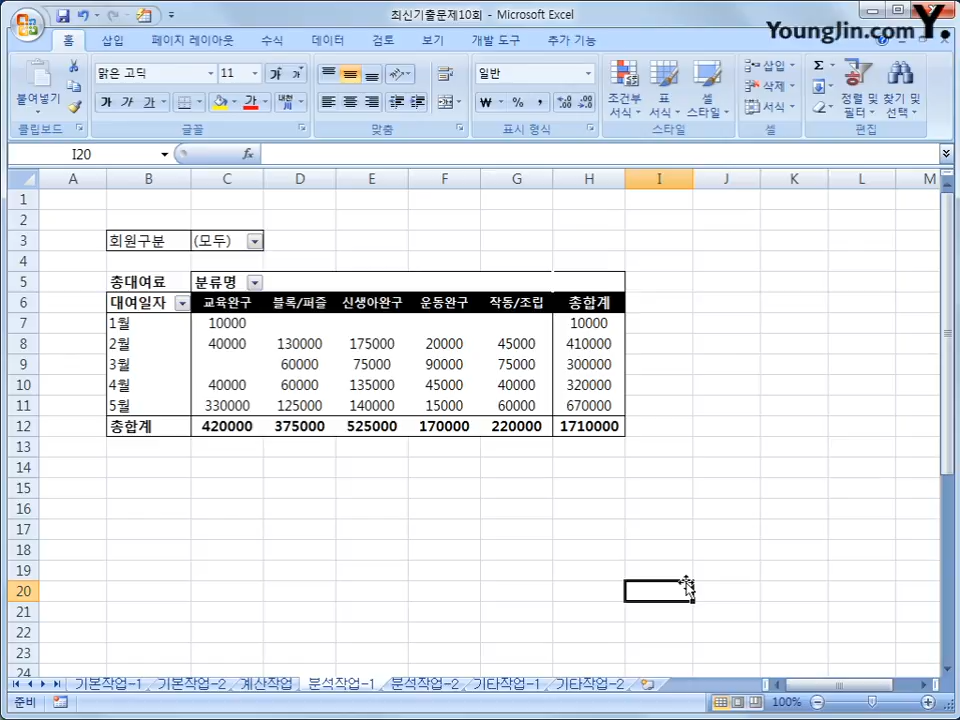 최신기출문제10회 - Microsoft Excel
YoungJin.com Y.
홈 삽입 페이지 레이아웃 수식 데이터 검토 보기 개발 도구 추가 기능
붙여넣기 맑은 고딕 11 가 가 일반 조건부 서식 표 서식 셀 스타일 삽입 삭제 서식 Σ 정렬 및 필터 찾기 및 선택
가 가 가 가 ₩ % ,
클립보드 글꼴 맞춤 표시 형식 스타일 셀 편집
I20 fx
A B C D E F G H I J K L M
1
2
3 회원구분 (모두)
4
5 총대여료 분류명
6 대여일자 교육완구 블록/퍼즐 신생아완구 운동완구 작동/조립 총합계
7 1월 10000 10000
8 2월 40000 130000 175000 20000 45000 410000
9 3월 60000 75000 90000 75000 300000
10 4월 40000 60000 135000 45000 40000 320000
11 5월 330000 125000 140000 15000 60000 670000
12 총합계 420000 375000 525000 170000 220000 1710000
13
14
15
16
17
18
19
20
21
22
23
24
기본작업-1 기본작업-2 계산작업 분석작업-1 분석작업-2 기타작업-1 기타작업-2
준비 100%